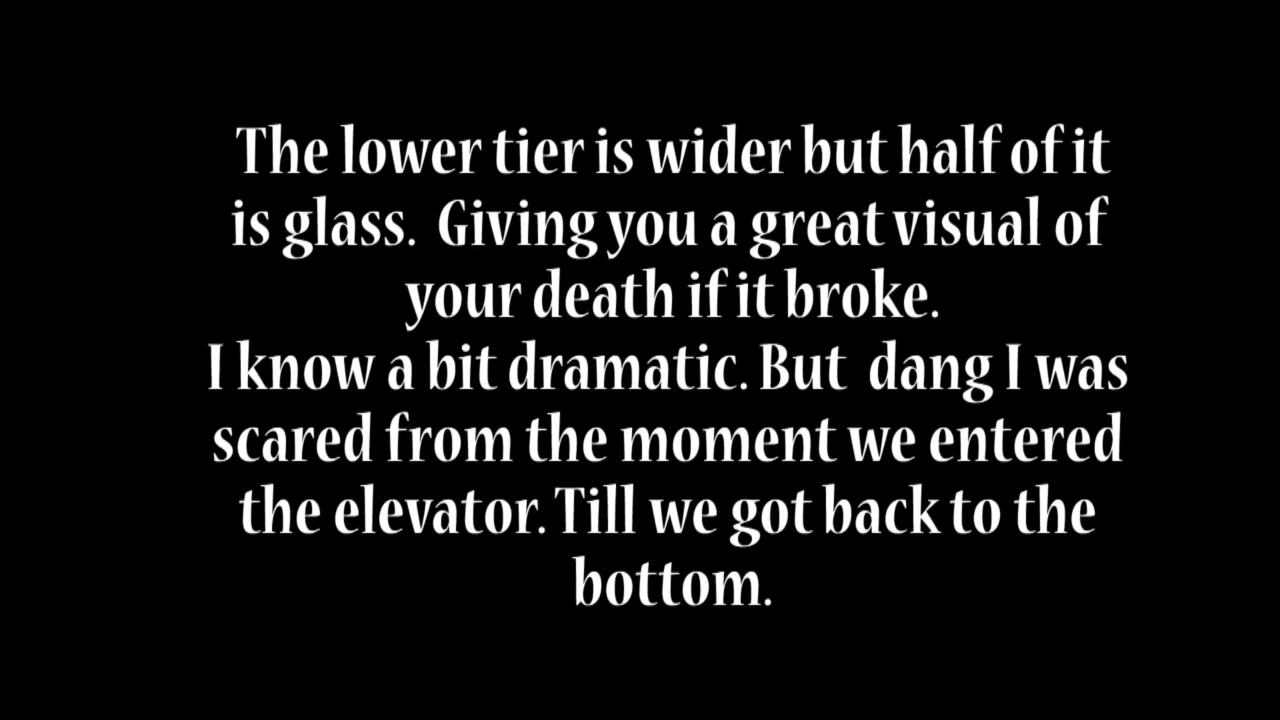 The lower tier is wider but half of it
is glass.  Giving you a great visual of
your death if it broke.
I know a bit dramatic. But  dang I was
scared from the moment we entered
the elevator. Till we got back to the
bottom.